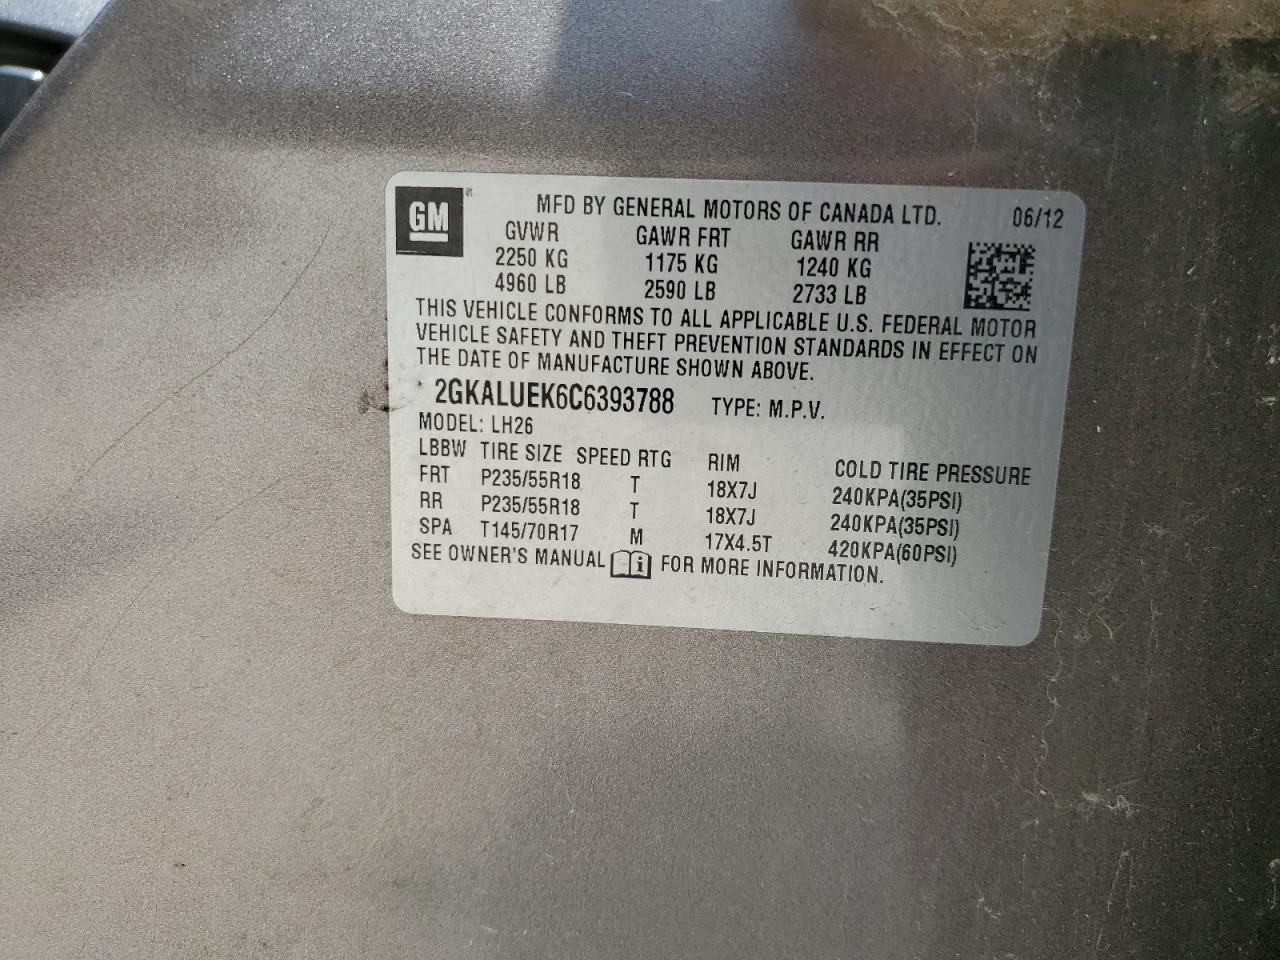 GM ® MFD BY GENERAL MOTORS OF CANADA LTD. 06/12
GVWR GAWR FRT GAWR RR
2250 KG 1175 KG 1240 KG
4960 LB 2590 LB 2733 LB
THIS VEHICLE CONFORMS TO ALL APPLICABLE U.S. FEDERAL MOTOR
VEHICLE SAFETY AND THEFT PREVENTION STANDARDS IN EFFECT ON
THE DATE OF MANUFACTURE SHOWN ABOVE.
2GKALUEK6C6393788 TYPE: M.P.V.
MODEL: LH26
LBBW TIRE SIZE SPEED RTG RIM COLD TIRE PRESSURE
FRT P235/55R18 T 18X7J 240KPA(35PSI)
RR P235/55R18 T 18X7J 240KPA(35PSI)
SPA T145/70R17 M 17X4.5T 420KPA(60PSI)
SEE OWNER'S MANUAL i FOR MORE INFORMATION.